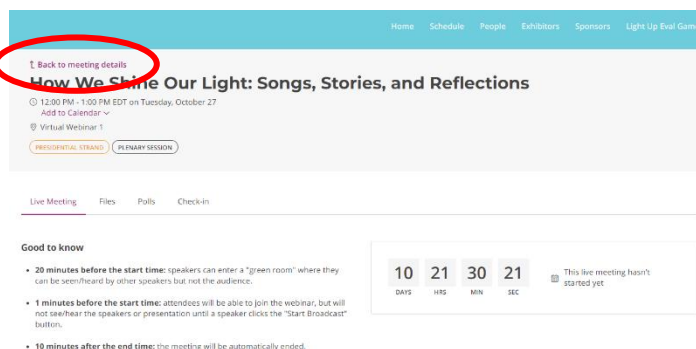 Home Schedule People Exhibitors Sponsors Light Up Eval Gam
Back to meeting details
How We Shine Our Light: Songs, Stories, and Reflections
12:00 PM - 1:00 PM EDT on Tuesday, October 27
Add to Calendar
Virtual Webinar 1
PRESIDENTIAL STRAND PLENARY SESSION
Live Meeting Files Polls Check-in
Good to know
• 20 minutes before the start time: speakers can enter a "green room" where they
can be seen/heard by other speakers but not the audience.
• 1 minutes before the start time: attendees will be able to join the webinar, but will
not see/hear the speakers or presentation until a speaker clicks the "Start Broadcast"
button.
• 10 minutes after the end time: the meeting will be automatically ended.
10 21 30 21
DAYS HRS MIN SEC
This live meeting hasn't
started yet